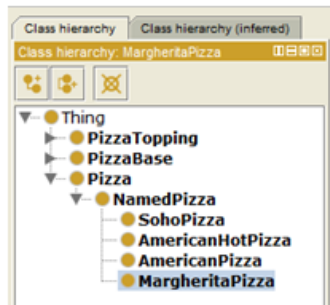 Class hierarchy Class hierarchy (inferred)
Class hierarchy: MargheritaPizza
Thing
PizzaTopping
PizzaBase
Pizza
NamedPizza
SohoPizza
AmericanHotPizza
AmericanPizza
MargheritaPizza